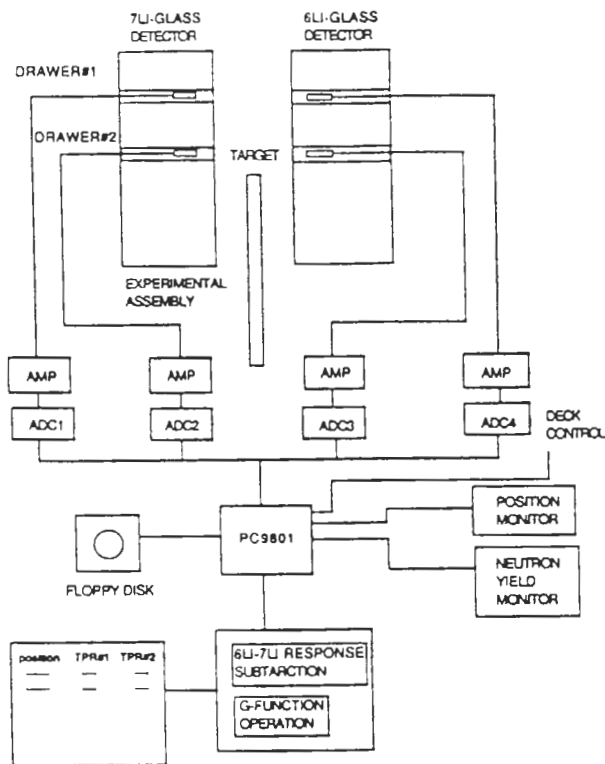 7LI-GLASS
DETECTOR
6LI-GLASS
DETECTOR
DRAWER#1
DRAWER#2
TARGET
EXPERIMENTAL
ASSEMBLY
AMP
AMP
AMP
AMP
ADC1
ADC2
ADC3
ADC4
DECK
CONTROL
PC9801
POSITION
MONITOR
FLOPPY DISK
NEUTRON
YIELD
MONITOR
position TPR#1 TPR#2
6LI-7LI RESPONSE
SUBTARCTION
G-FUNCTION
OPERATION